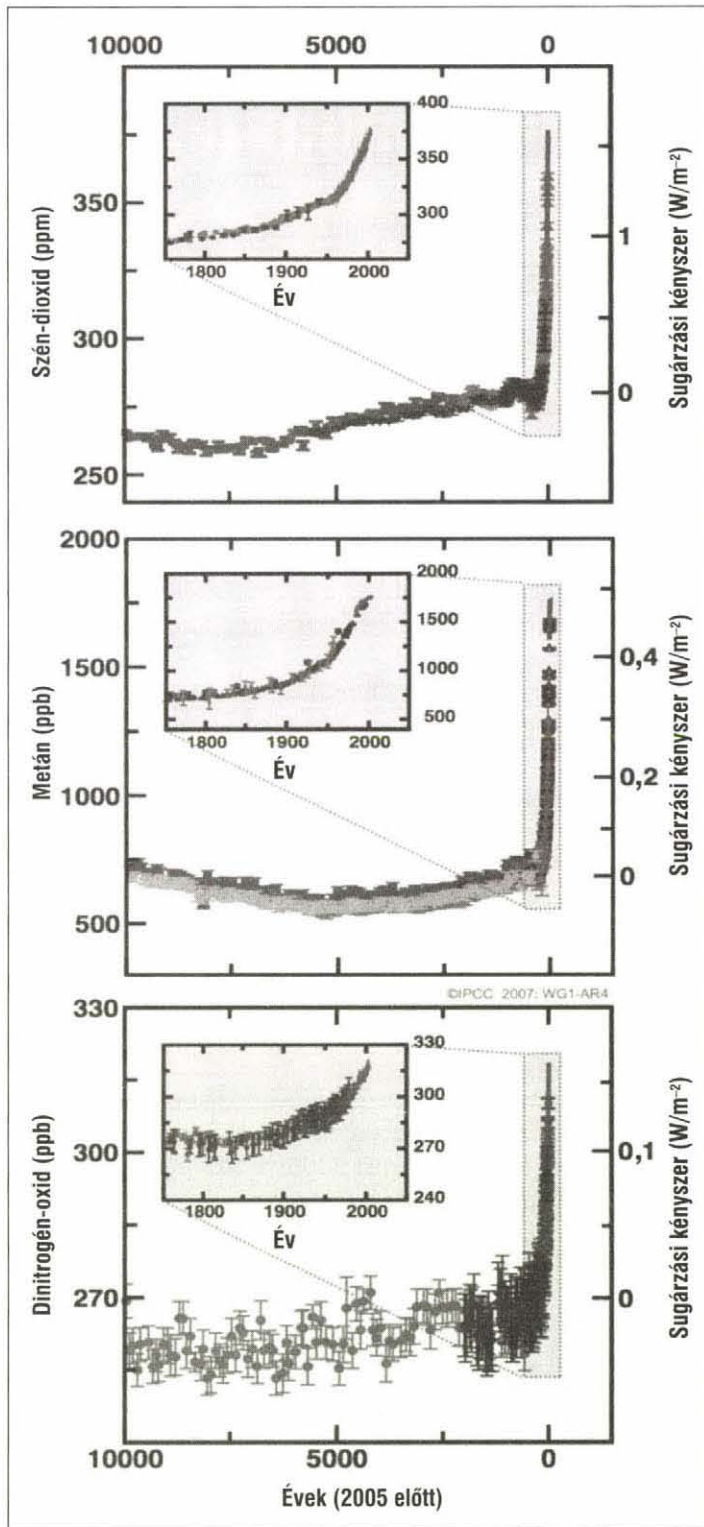 10000 5000 0
400
350
300
1800 1900 2000
Év
350
300
250
Szén-dioxid (ppm)
1
0
Sugárzási kényszer (W/m⁻²)
2000
1500
1000
500
2000
1500
1000
500
1800 1900 2000
Év
Metán (ppb)
0,4
0,2
0
Sugárzási kényszer (W/m⁻²)
©IPCC 2007: WG1-AR4
330
300
270
330
300
270
240
1800 1900 2000
Év
Dinitrogén-oxid (ppb)
0,1
0
Sugárzási kényszer (W/m⁻²)
10000 5000 0
Évek (2005 előtt)